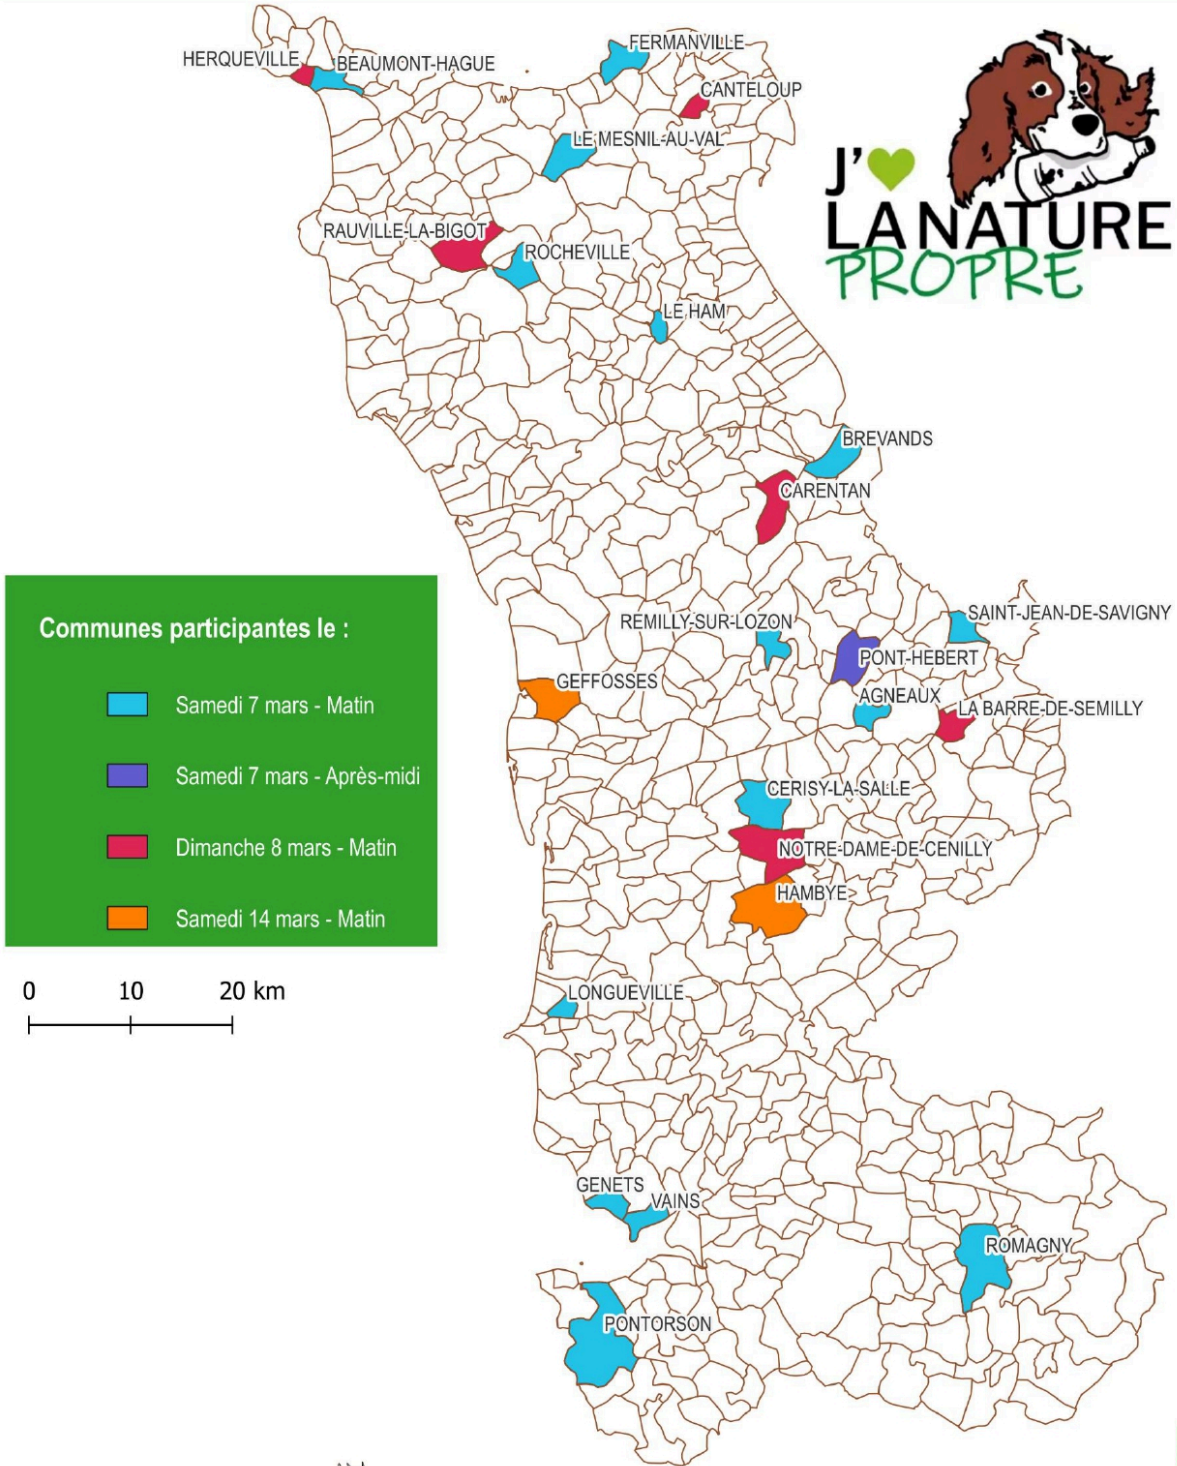 HERQUEVILLE
BEAUMONT-HAGUE
FERMANVILLE
CANTELOUP
LE MESNIL-AU-VAL
J'
LA NATURE
PROPRE
RAUVILLE-LA-BIGOT
ROCHEVILLE
LE HAM
BREVANDS
CARENTAN
REMILLY-SUR-LOZON
SAINT-JEAN-DE-SAVIGNY
PONT-HEBERT
GEFFOSSES
AGNEAUX
LA BARRE-DE-SEMILLY
CERISY-LA-SALLE
NOTRE-DAME-DE-CENILLY
HAMBYE
LONGUEVILLE
GENETS
VAINS
ROMAGNY
PONTORSON
Communes participantes le :
Samedi 7 mars - Matin
Samedi 7 mars - Après-midi
Dimanche 8 mars - Matin
Samedi 14 mars - Matin
0 10 20 km